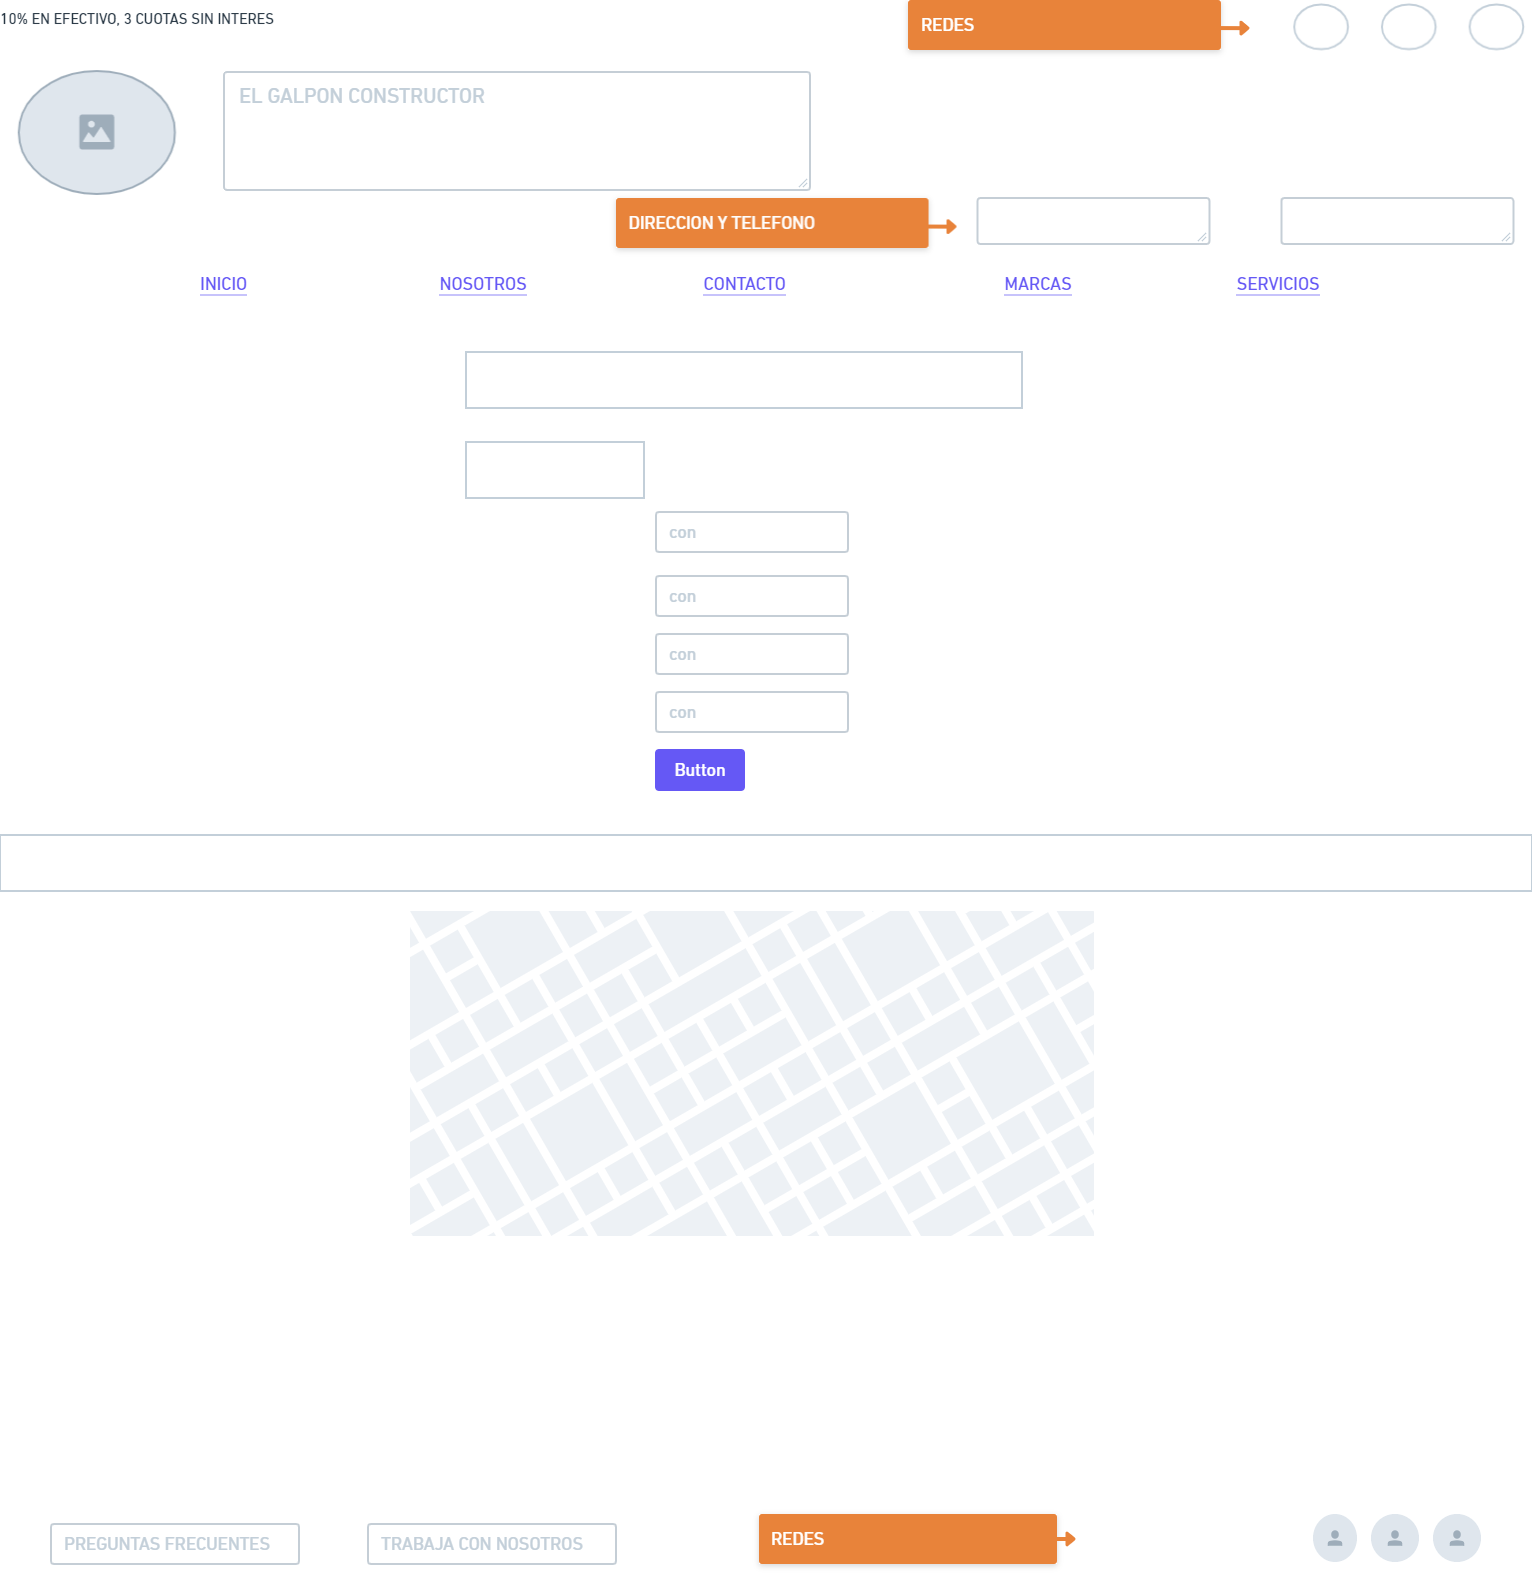 10% EN EFECTIVO, 3 CUOTAS SIN INTERES
REDES
EL GALPON CONSTRUCTOR
DIRECCION Y TELEFONO
INICIO
NOSOTROS
CONTACTO
MARCAS
SERVICIOS
con
con
con
con
Button
PREGUNTAS FRECUENTES
TRABAJA CON NOSOTROS
REDES